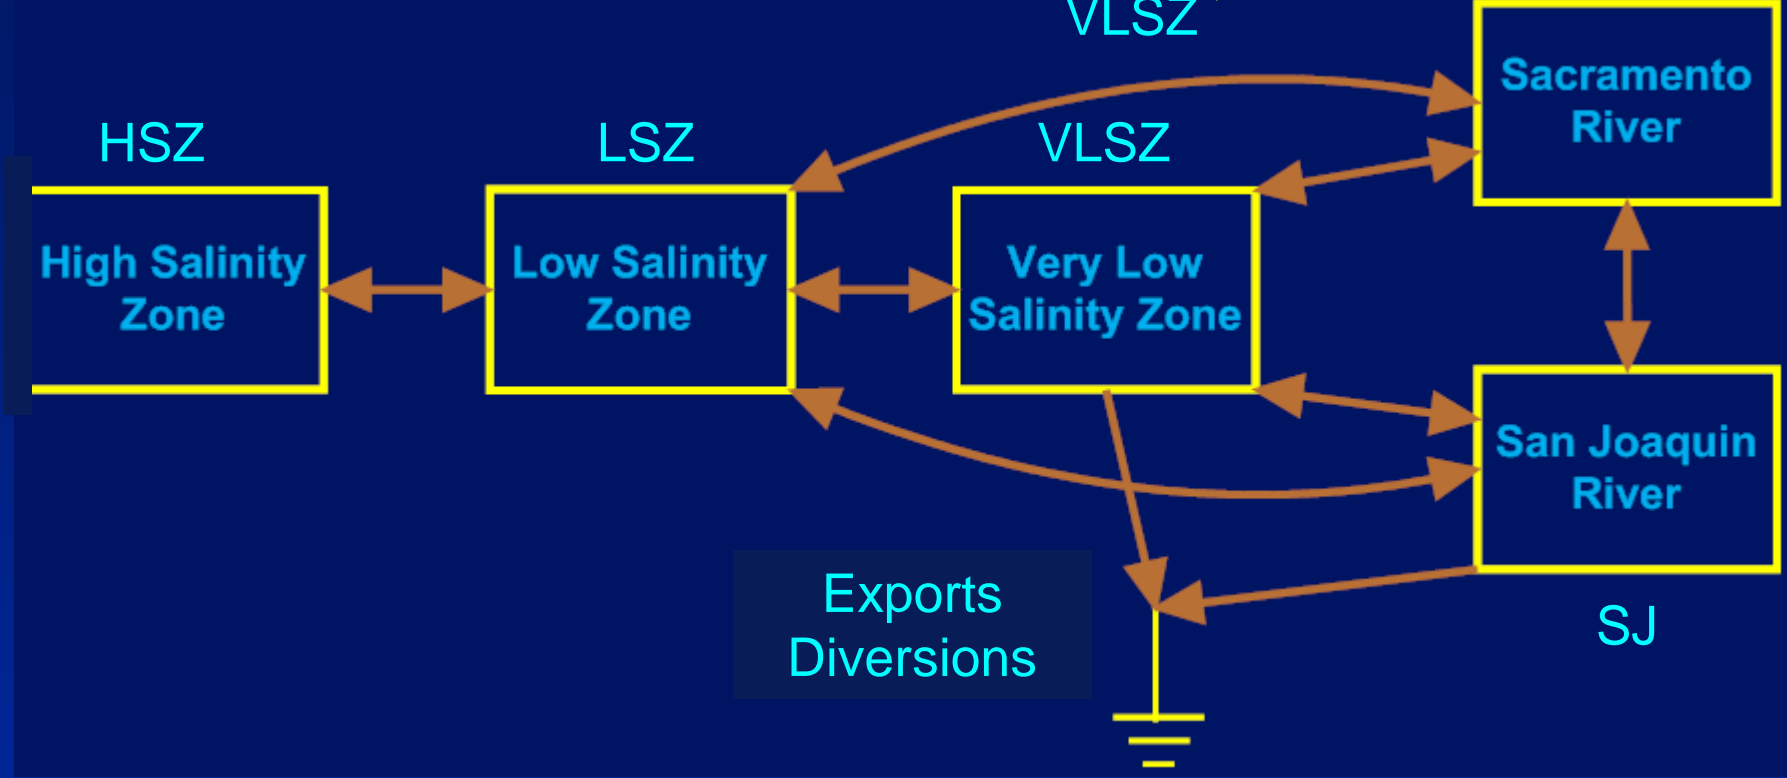 VLSZ
Sacramento
River
HSZ
LSZ
VLSZ
High Salinity
Zone
Low Salinity
Zone
Very Low
Salinity Zone
San Joaquin
River
Exports
Diversions
SJ